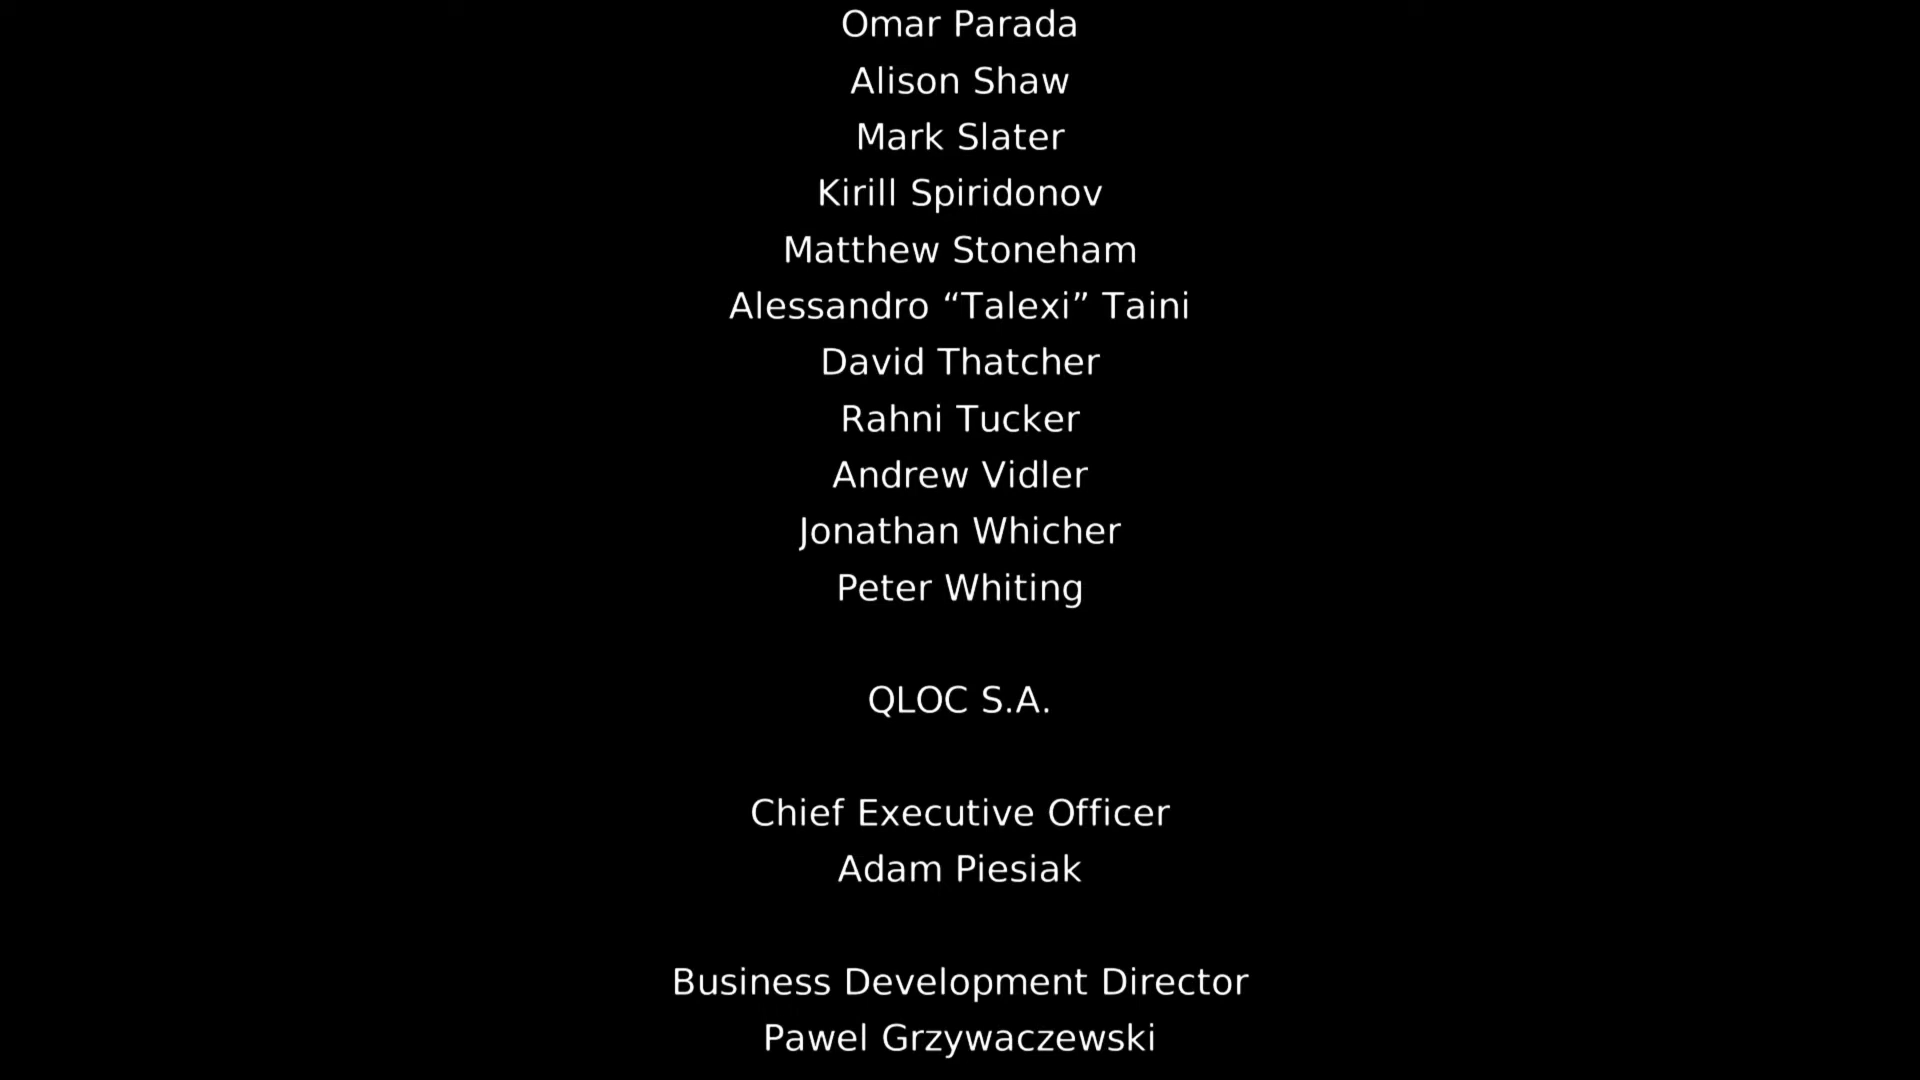 Omar Parada
Alison Shaw
Mark Slater
Kirill Spiridonov
Matthew Stoneham
Alessandro “Talexi” Taini
David Thatcher
Rahni Tucker
Andrew Vidler
Jonathan Whicher
Peter Whiting
QLOC S.A.
Chief Executive Officer
Adam Piesiak
Business Development Director
Pawel Grzywaczewski